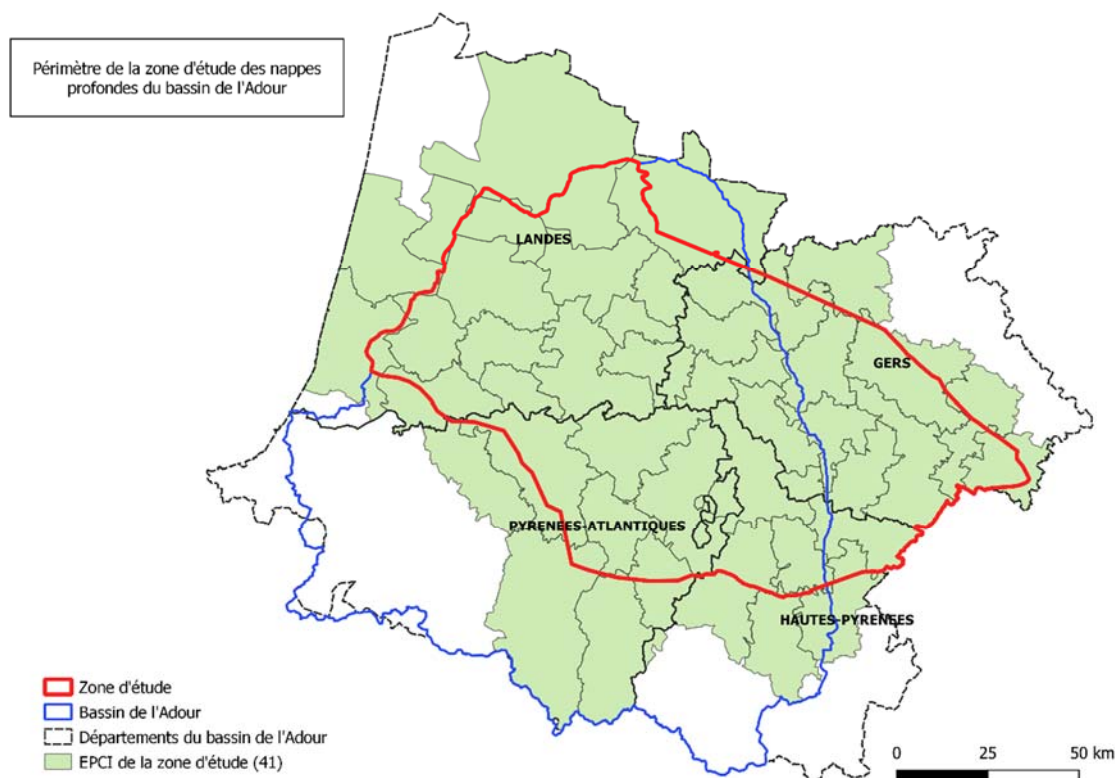 Périmètre de la zone d'étude des nappes
profondes du bassin de l'Adour
LANDES
GERS
PYRENEES-ATLANTIQUES
HAUTES-PYRENEES
Zone d'étude
Bassin de l'Adour
Départements du bassin de l'Adour
EPCI de la zone d'étude (41)
0 25 50 km